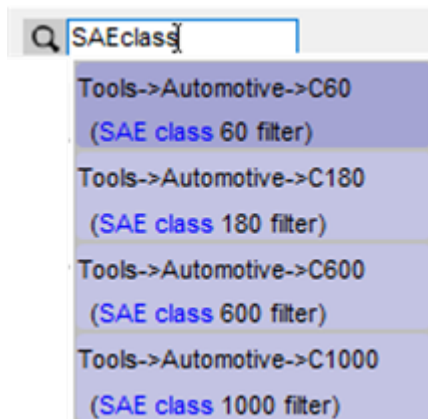 SAEclass
Tools->Automotive->C60
(SAE class 60 filter)
Tools->Automotive->C180
(SAE class 180 filter)
Tools->Automotive->C600
(SAE class 600 filter)
Tools->Automotive->C1000
(SAE class 1000 filter)